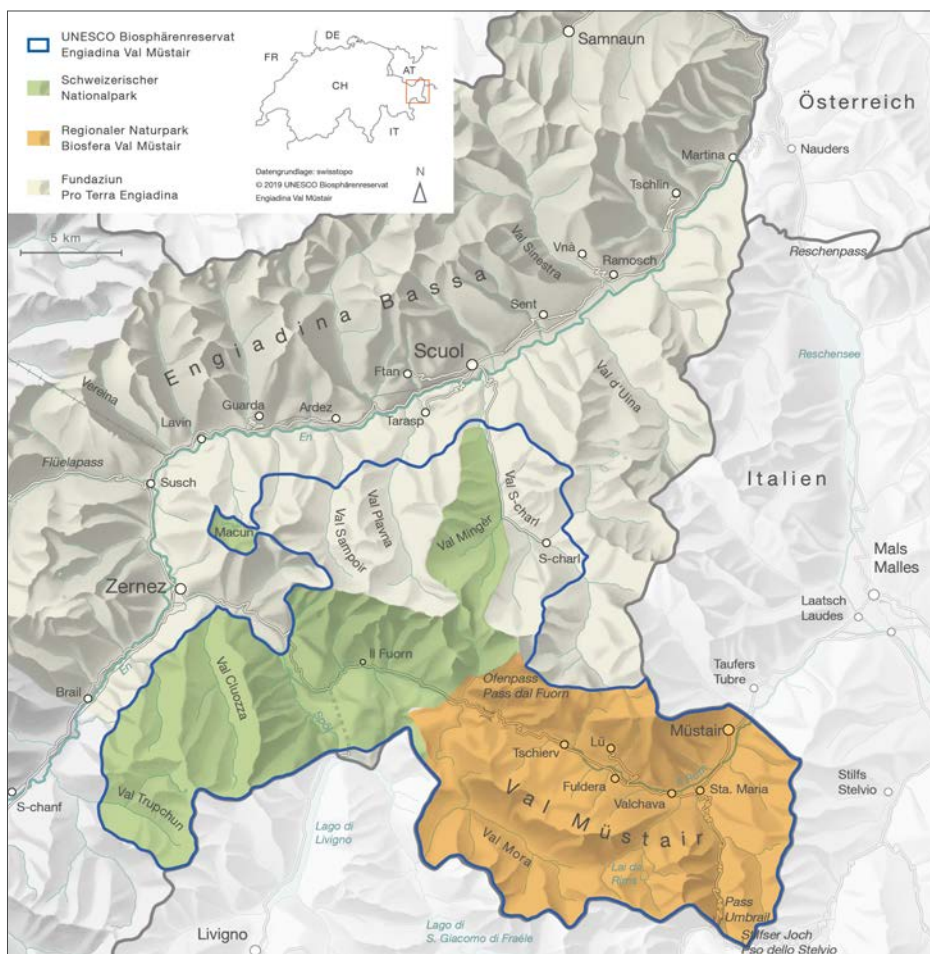 UNESCO Biosphärenreservat
Engiadina Val Müstair
Schweizerischer
Nationalpark
Regionaler Naturpark
Biosfera Val Müstair
Fundaziun
Pro Terra Engiadina
DE
FR
AT
CH
IT
Datengrundlage: swisstopo
© 2019 UNESCO Biosphärenreservat
Engiadina Val Müstair
N
5 km
Samnaun
Österreich
Nauders
Martina
Tschlin
Vnà
Val Sinestra
Ramosch
Reschenpass
Engiadina Bassa
Sent
Scuol
Ftan
Reschensee
Val d'Uina
Vereina
Guarda
Ardez
Tarasp
Lavin
En
Flüelapass
Susch
Italien
Macun
Val Sampoir
Val Plavna
Val Mingèr
Val S-charl
S-charl
Mals
Malles
Zernez
Laatsch
Laudes
Il Fuorn
Taufers
Tubre
Val Cluozza
Ofenpass
Pass dal Fuorn
En
Brail
Spöl
Müstair
Tschierv
Lü
Fuldera
Valchava
Sta. Maria
Stilfs
Stelvio
S-chanf
Val Trupchun
Lago di
Livigno
Val Müstair
Val Mora
Lai da
Rims
Pass
Umbrail
Livigno
Lago di
S. Giacomo di Fraéle
Stilfser Joch
Pso dello Stelvio